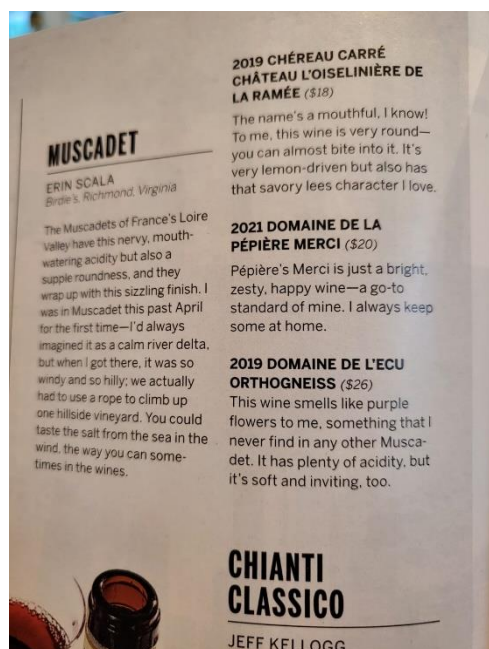 MUSCADET
ERIN SCALA
Birdie's, Richmond, Virginia
The Muscadets of France's Loire
Valley have this nervy, mouth-
watering acidity but also a
supple roundness, and they
wrap up with this sizzling finish. I
was in Muscadet this past April
for the first time—I'd always
imagined it as a calm river delta,
but when I got there, it was so
windy and so hilly; we actually
had to use a rope to climb up
one hillside vineyard. You could
taste the salt from the sea in the
wind, the way you can some-
times in the wines.
2019 CHÉREAU CARRÉ
CHÂTEAU L'OISELINIÈRE DE
LA RAMÉE ($18)
The name's a mouthful, I know!
To me, this wine is very round—
you can almost bite into it. It's
very lemon-driven but also has
that savory lees character I love.
2021 DOMAINE DE LA
PÉPIÈRE MERCI ($20)
Pépière's Merci is just a bright,
zesty, happy wine—a go-to
standard of mine. I always keep
some at home.
2019 DOMAINE DE L'ECU
ORTHOGNEISS ($26)
This wine smells like purple
flowers to me, something that I
never find in any other Musca-
det. It has plenty of acidity, but
it's soft and inviting, too.
CHIANTI
CLASSICO
JEFF KELLOGG